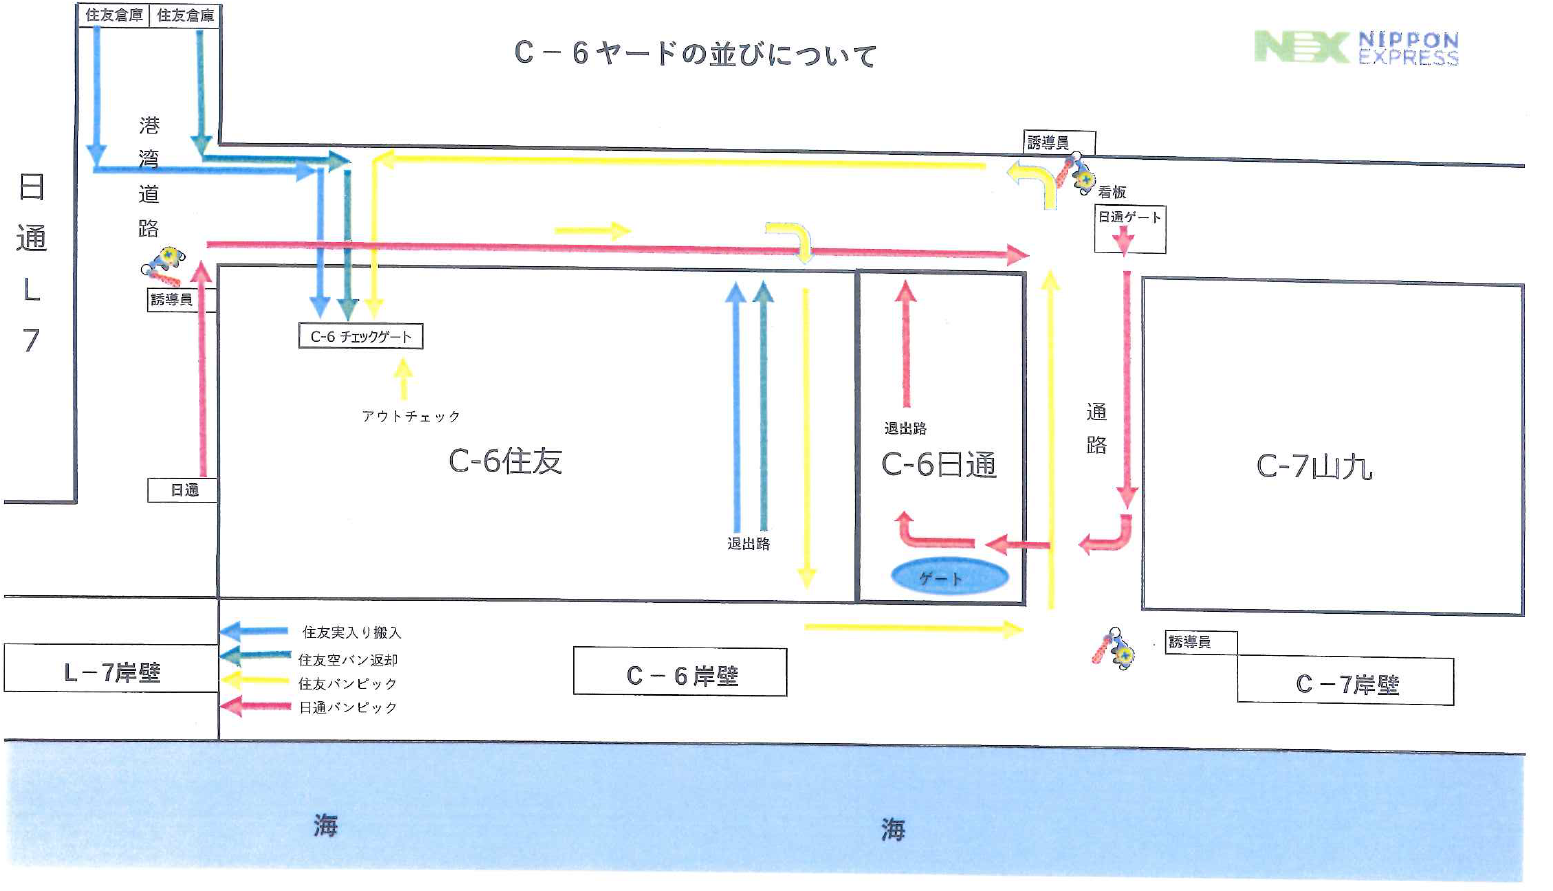 住友倉庫
住友倉庫
C－6ヤードの並びについて
NX NIPPON
EXPRESS
港湾道路
誘導員
看板
日通ゲート
日通L7
誘導員
C-6 チェックゲート
アウトチェック
C-6住友
退出路
C-6日通
通路
C-7山九
日通
退出路
ゲート
住友実入り搬入
住友空バン返却
住友バンピック
日通バンピック
誘導員
L－7岸壁
C－6岸壁
C－7岸壁
海
海